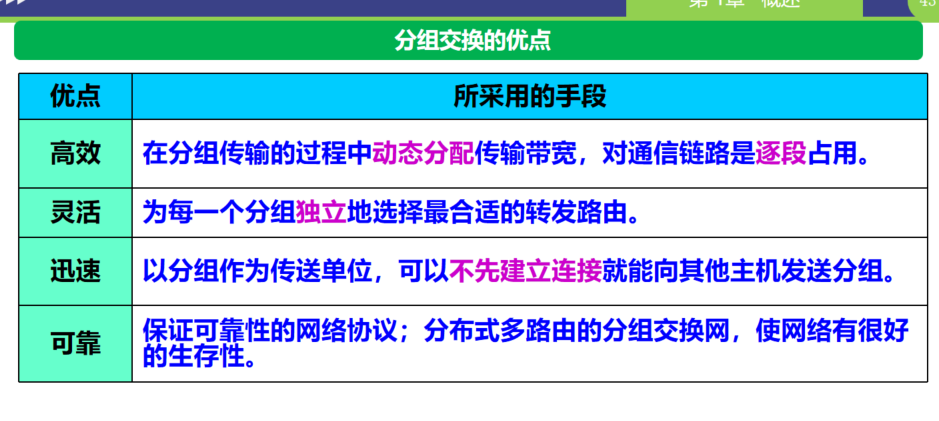 第 1章 概述
43
分组交换的优点
优点 所采用的手段
高效 在分组传输的过程中动态分配传输带宽，对通信链路是逐段占用。
灵活 为每一个分组独立地选择最合适的转发路由。
迅速 以分组作为传送单位，可以不先建立连接就能向其他主机发送分组。
可靠 保证可靠性的网络协议；分布式多路由的分组交换网，使网络有很好
的生存性。